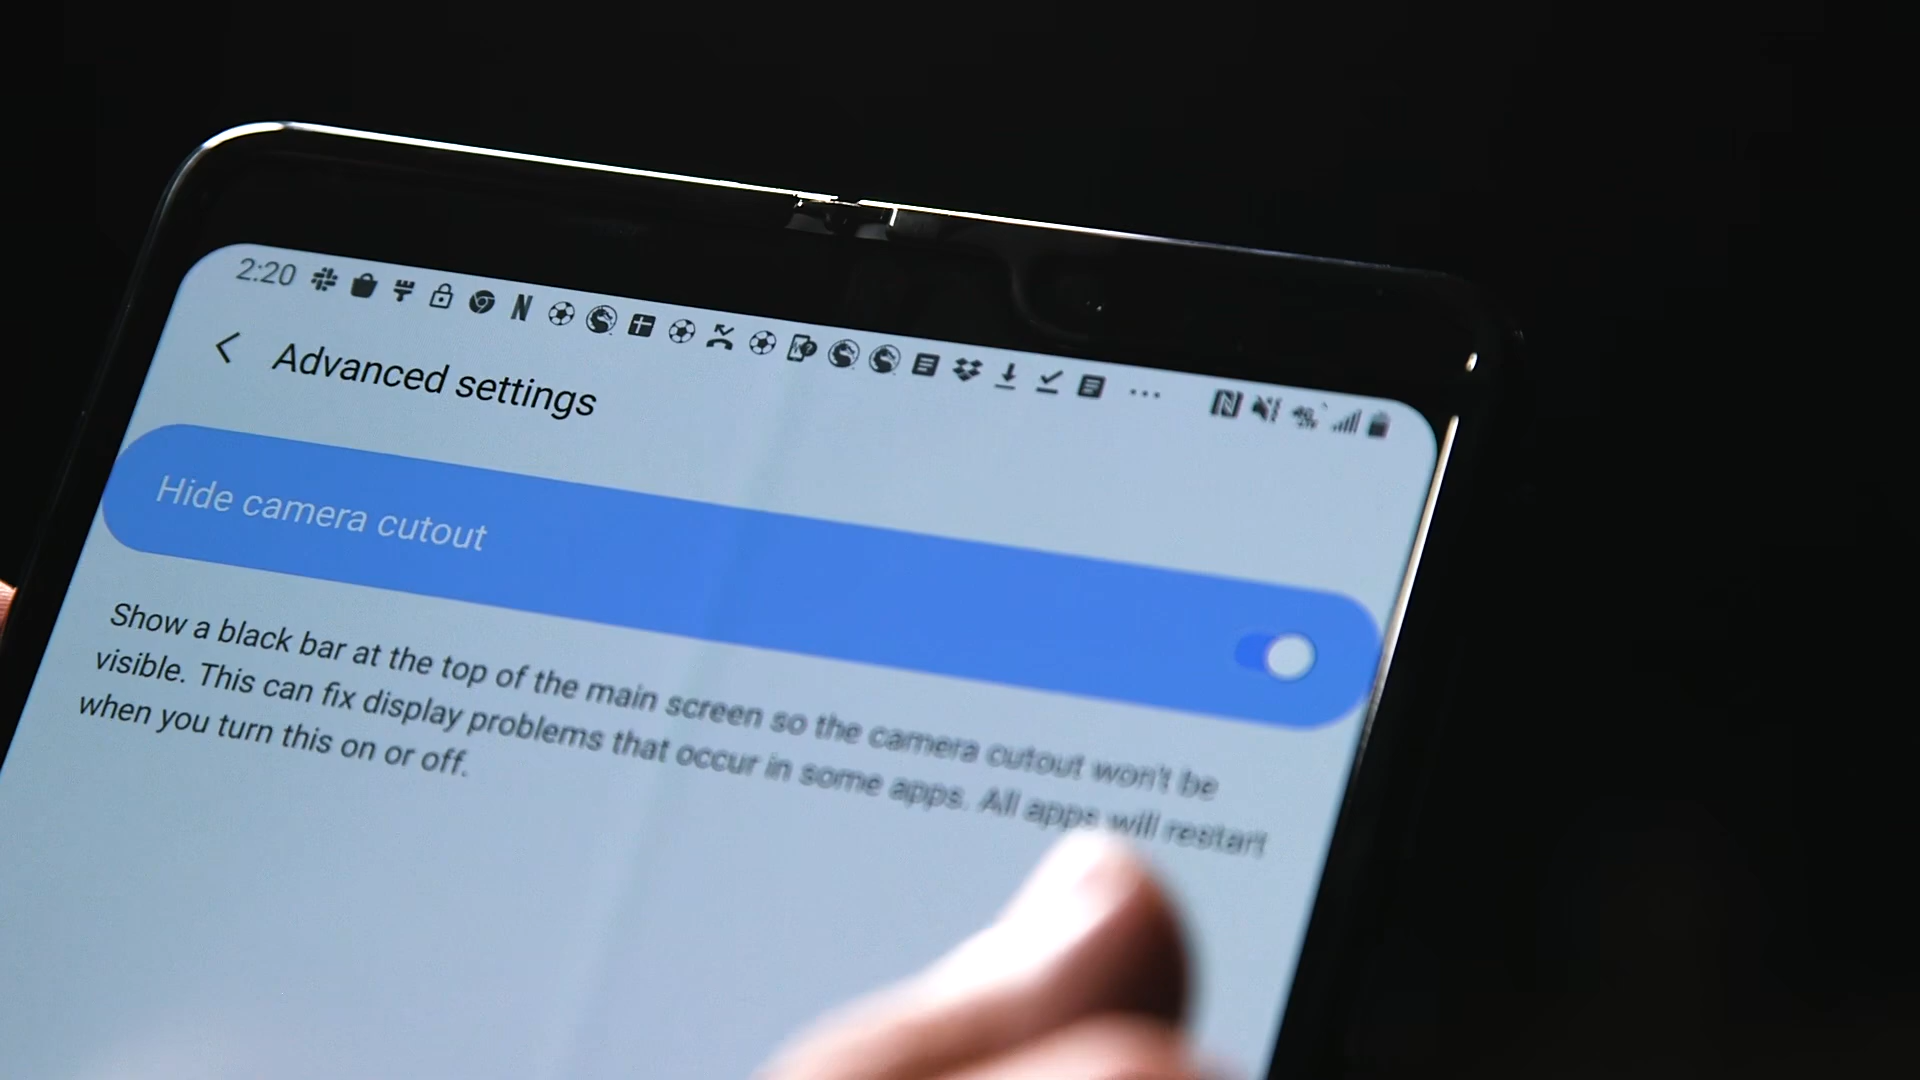 2:20
Advanced settings
Hide camera cutout
Show a black bar at the top of the main screen so the camera cutout won't be
visible. This can fix display problems that occur in some apps. All apps will restart
when you turn this on or off.